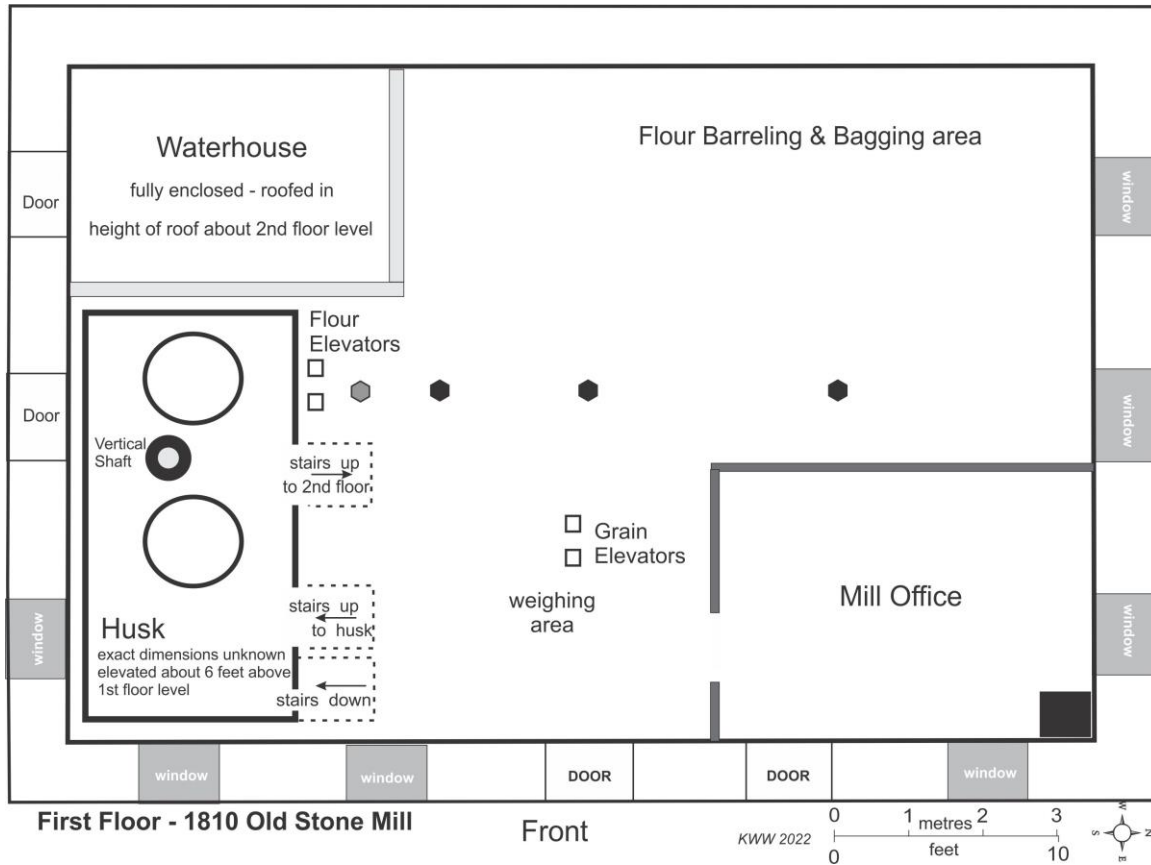 Waterhouse
fully enclosed - roofed in
height of roof about 2nd floor level
Flour Barreling & Bagging area
Door
window
Flour
Elevators
Door
window
Vertical
Shaft
stairs up
to 2nd floor
Grain
Elevators
weighing
area
Mill Office
stairs up
to husk
Husk
exact dimensions unknown
elevated about 6 feet above
1st floor level
stairs down
window
window
window
window
DOOR
DOOR
window
First Floor - 1810 Old Stone Mill
Front
KWW 2022
0 1 2 3
metres
feet
0 10
W
S N
E